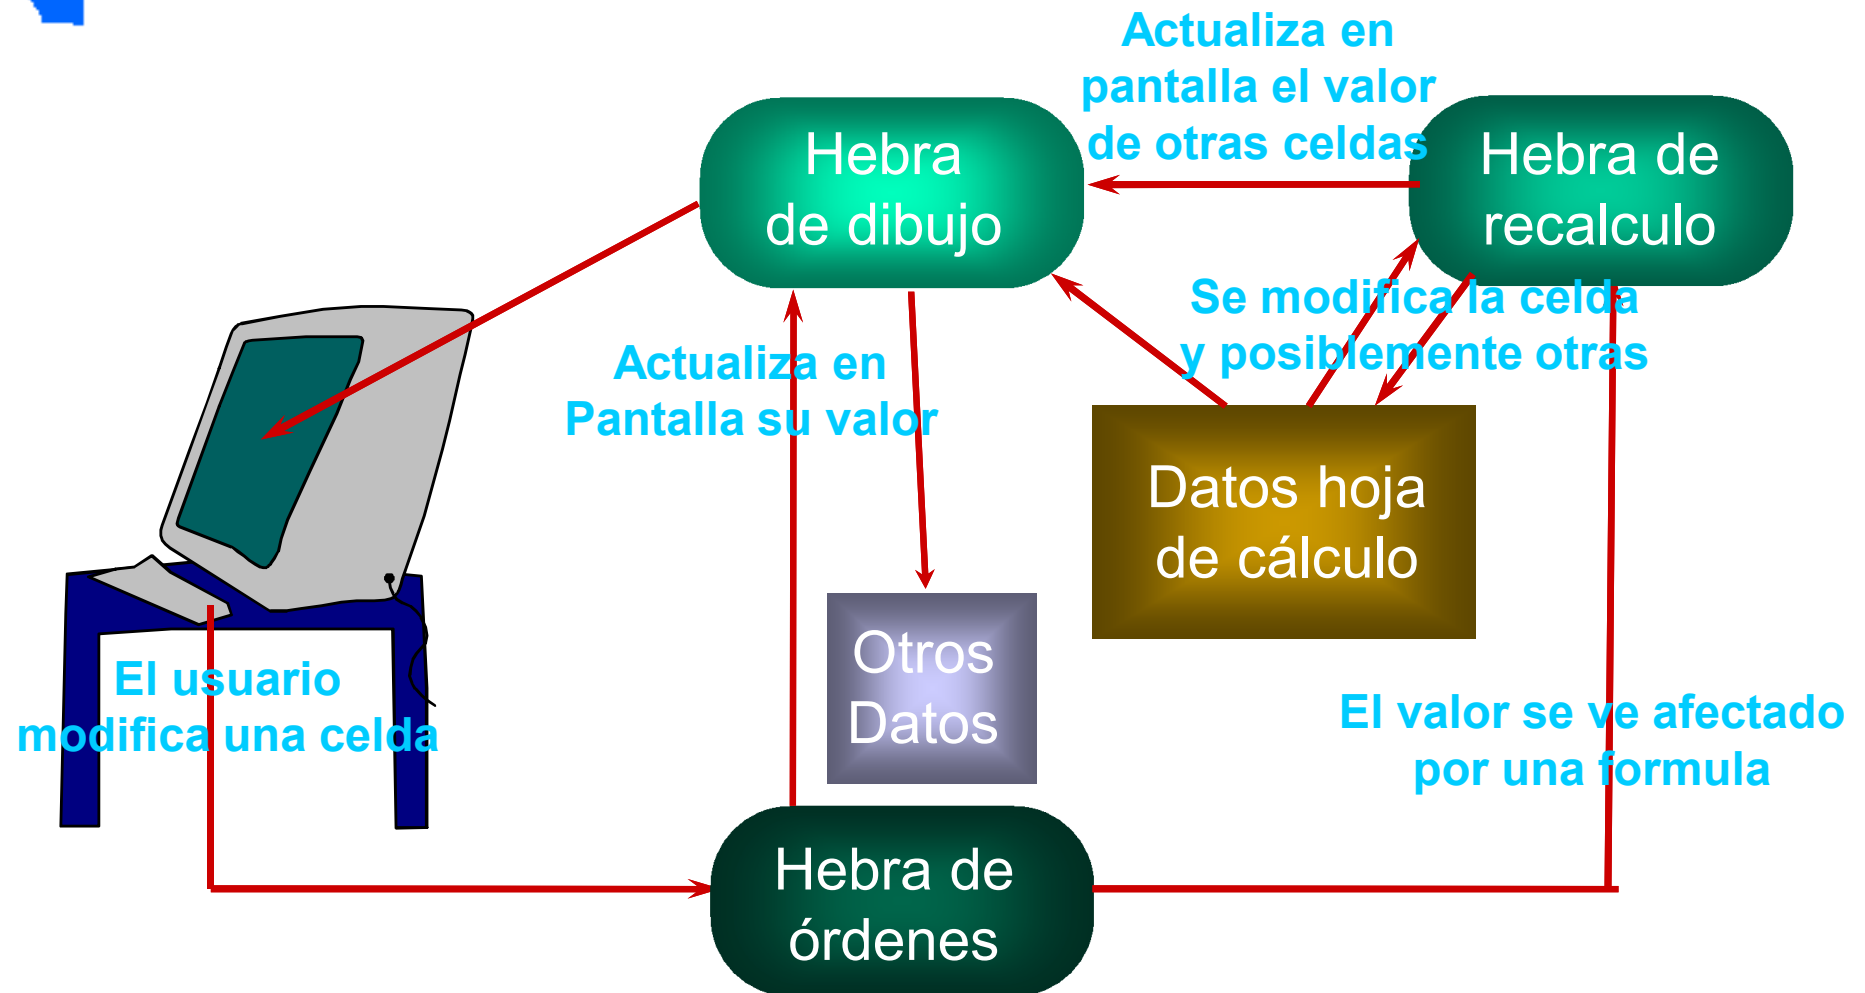 Actualiza en
pantalla el valor
de otras celdas
Hebra
de dibujo
Hebra de
recalculo
Se modifica la celda
y posiblemente otras
Actualiza en
Pantalla su valor
Datos hoja
de cálculo
Otros
Datos
El usuario
modifica una celda
El valor se ve afectado
por una formula
Hebra de
órdenes